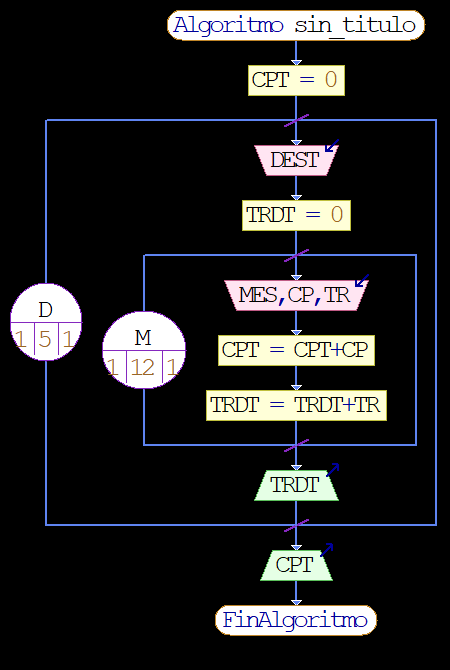 Algoritmo sin_titulo
CPT = 0
DEST
TRDT = 0
MES,CP,TR
D
1 5 1
M
1 12 1
CPT = CPT+CP
TRDT = TRDT+TR
TRDT
CPT
FinAlgoritmo